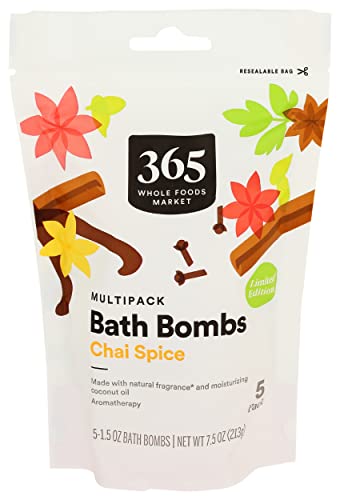 RESEALABLE BAG
365
WHOLE FOODS
MARKET
Limited
Edition
MULTIPACK
Bath Bombs
Chai Spice
Made with natural fragrance* and moisturizing
coconut oil
Aromatherapy
5
5-1.5 OZ BATH BOMBS | NET WT 7.5 OZ (213g)